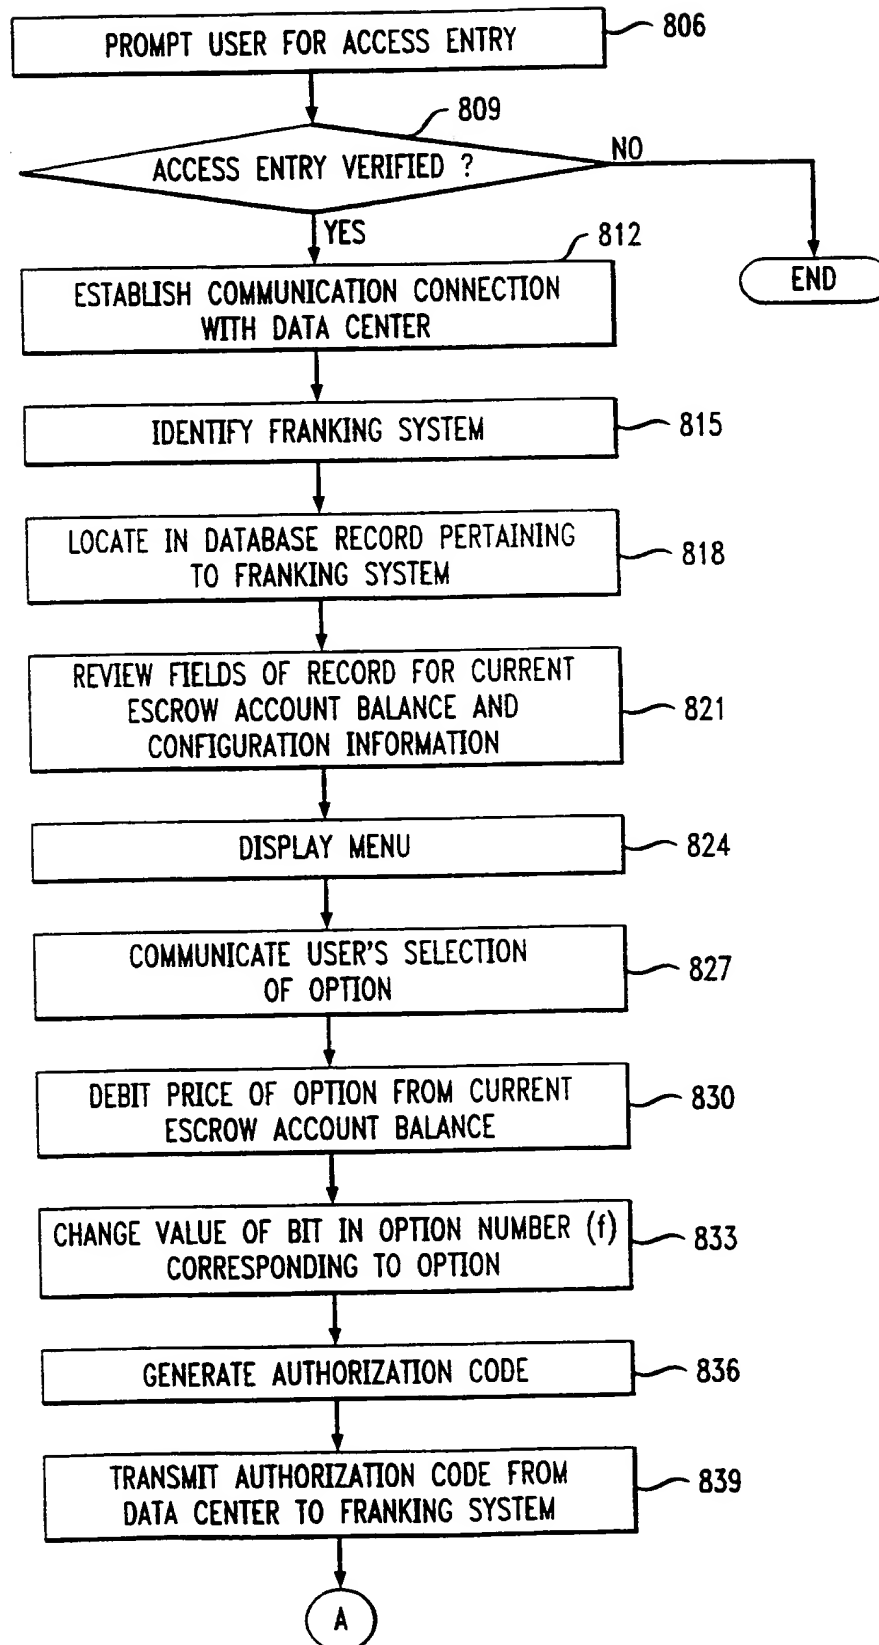 PROMPT USER FOR ACCESS ENTRY
806
809
ACCESS ENTRY VERIFIED ?
NO
YES
END
812
ESTABLISH COMMUNICATION CONNECTION
WITH DATA CENTER
IDENTIFY FRANKING SYSTEM
815
LOCATE IN DATABASE RECORD PERTAINING
TO FRANKING SYSTEM
818
REVIEW FIELDS OF RECORD FOR CURRENT
ESCROW ACCOUNT BALANCE AND
CONFIGURATION INFORMATION
821
DISPLAY MENU
824
COMMUNICATE USER'S SELECTION
OF OPTION
827
DEBIT PRICE OF OPTION FROM CURRENT
ESCROW ACCOUNT BALANCE
830
CHANGE VALUE OF BIT IN OPTION NUMBER (f)
CORRESPONDING TO OPTION
833
GENERATE AUTHORIZATION CODE
836
TRANSMIT AUTHORIZATION CODE FROM
DATA CENTER TO FRANKING SYSTEM
839
A